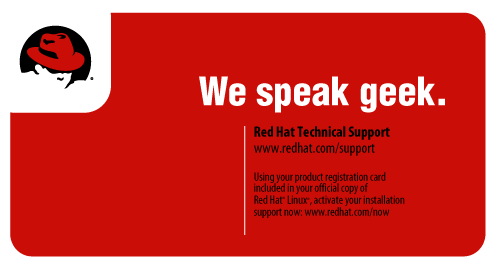 We speak geek.
Red Hat Technical Support
www.redhat.com/support
Using your product registration card
included in your official copy of
Red Hat® Linux®, activate your installation
support now: www.redhat.com/now